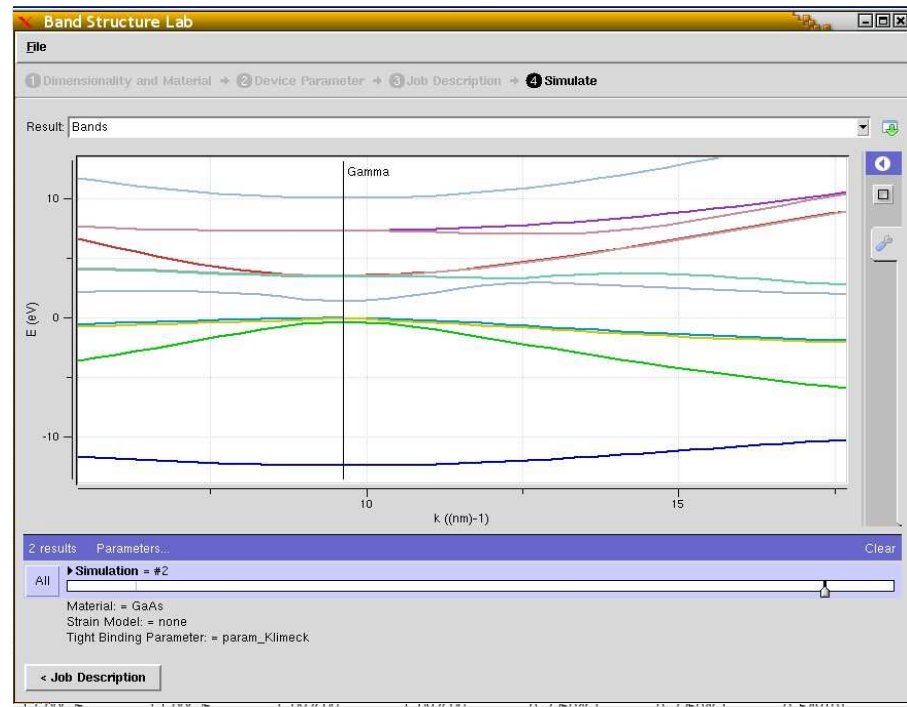 Band Structure Lab
File
1 Dimensionality and Material → 2 Device Parameter → 3 Job Description → 4 Simulate
Result: Bands
Gamma
10
0
-10
E (eV)
10
15
k ((nm)-1)
2 results Parameters... Clear
All
Simulation = #2
Material: = GaAs
Strain Model: = none
Tight Binding Parameter: = param_Klimeck
< Job Description